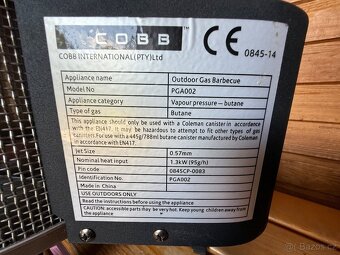 COBB™
CE 0845-14
COBB INTERNATIONAL(PTY)Ltd
Appliance name Outdoor Gas Barbecue
Model No PGA002
Appliance category Vapour pressure – butane
Type of gas Butane
This appliance should only be used with a Coleman canister in accordance
with EN417. It may be hazardous to attempt to fit other types of gas
canisters. For use with a 445g/788ml butane canister of butane by Coleman
in accordance with EN417.
Jet Size 0.57mm
Nominal heat input 1.3kW (95g/h)
Pin code: 0845CP-0083
Identification No. PGA002
Made in China
USE OUTDOORS ONLY
Read the instructions before using the appliance.
CAUTION: accessible parts may be very hot. Keep young children away from
the appliance.